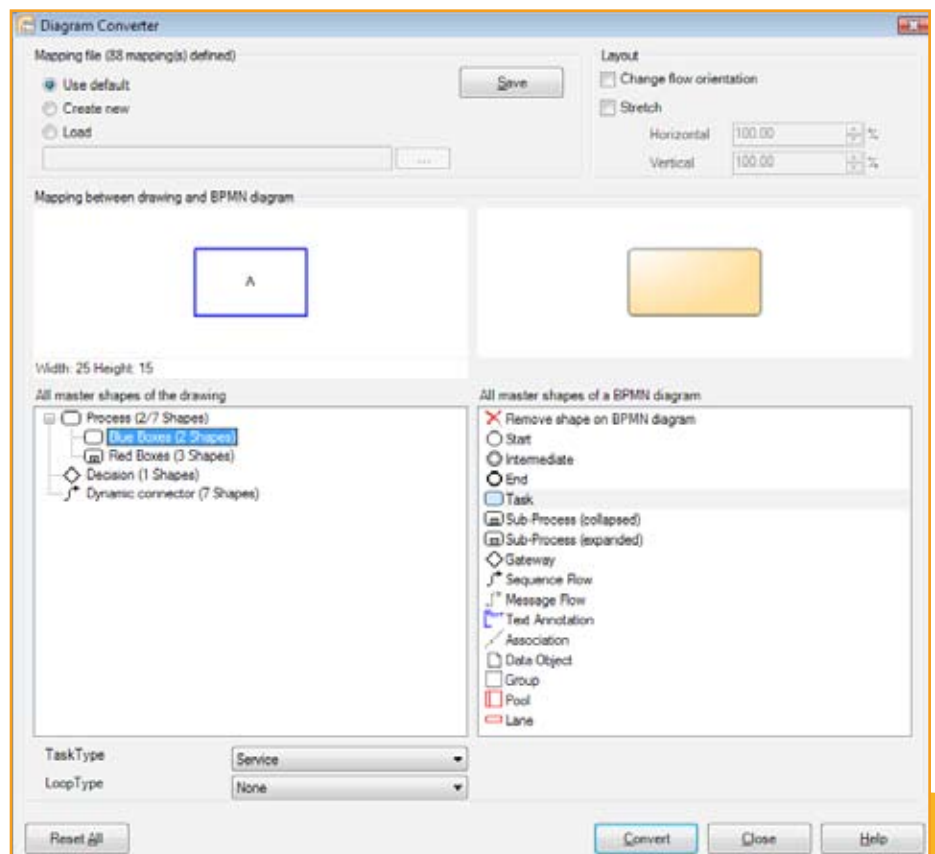 Diagram Converter
Mapping file (88 mapping(s) defined)
Use default
Create new
Load
Save
...
Layout
Change flow orientation
Stretch
Horizontal 100.00 %
Vertical 100.00 %
Mapping between drawing and BPMN diagram
A
Width: 25 Height: 15
All master shapes of the drawing
Process (2/7 Shapes)
Blue Boxes (2 Shapes)
Red Boxes (3 Shapes)
Decision (1 Shapes)
Dynamic connector (7 Shapes)
All master shapes of a BPMN diagram
Remove shape on BPMN diagram
Start
Intermediate
End
Task
Sub-Process (collapsed)
Sub-Process (expanded)
Gateway
Sequence Flow
Message Flow
Text Annotation
Association
Data Object
Group
Pool
Lane
TaskType Service
LoopType None
Reset All
Convert
Close
Help